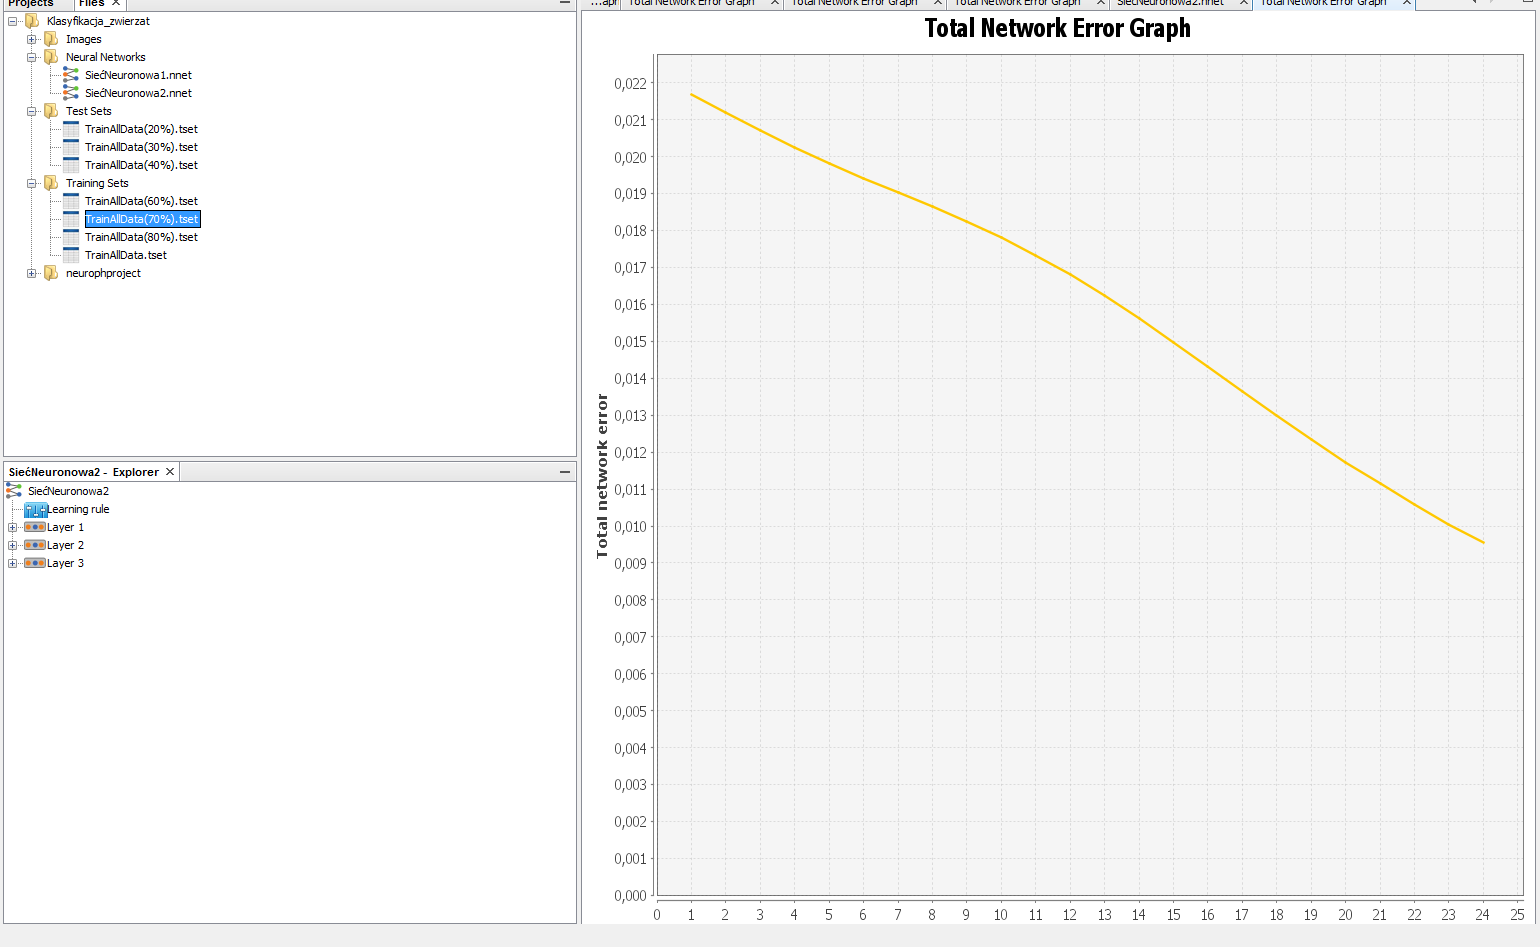 Projects
Files
Klasyfikacja_zwierzat
Images
Neural Networks
SiećNeuronowa1.nnet
SiećNeuronowa2.nnet
Test Sets
TrainAllData(20%).tset
TrainAllData(30%).tset
TrainAllData(40%).tset
Training Sets
TrainAllData(60%).tset
TrainAllData(70%).tset
TrainAllData(80%).tset
TrainAllData.tset
neurophproject
SiećNeuronowa2 - Explorer
SiećNeuronowa2
Learning rule
Layer 1
Layer 2
Layer 3
...aph
Total Network Error Graph
Total Network Error Graph
Total Network Error Graph
SiećNeuronowa2.nnet
Total Network Error Graph
Total Network Error Graph
Total network error
0,022
0,021
0,020
0,019
0,018
0,017
0,016
0,015
0,014
0,013
0,012
0,011
0,010
0,009
0,008
0,007
0,006
0,005
0,004
0,003
0,002
0,001
0,000
0 1 2 3 4 5 6 7 8 9 10 11 12 13 14 15 16 17 18 19 20 21 22 23 24 25